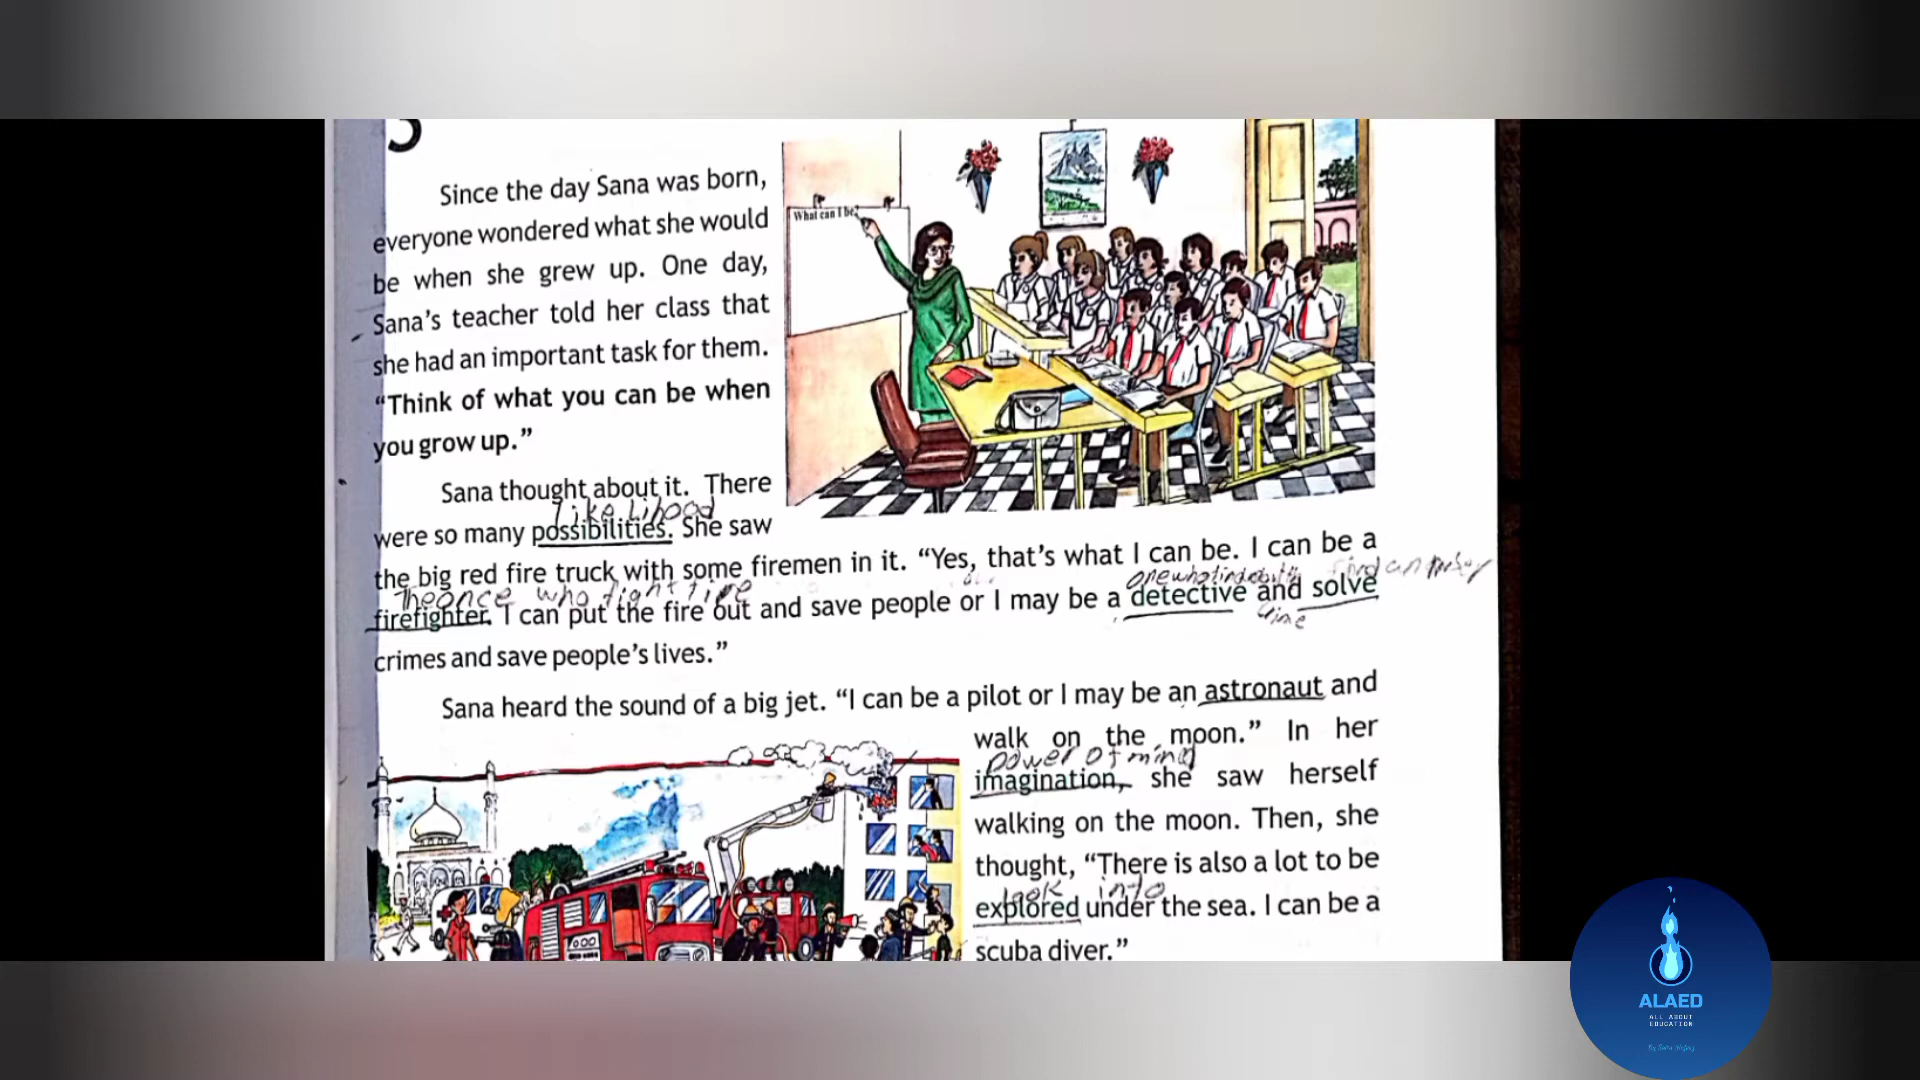 Since the day Sana was born,
everyone wondered what she would
be when she grew up. One day,
Sana's teacher told her class that
she had an important task for them.
"Think of what you can be when
you grow up."
What can I be?
Sana thought about it. There
like lihood
were so many possibilities. She saw
the big red fire truck with some firemen in it. "Yes, that's what I can be. I can be a
who fight fire
firefighter. I can put the fire out and save people or I may be a detective and solve
crime
crimes and save people's lives."
Sana heard the sound of a big jet. "I can be a pilot or I may be an astronaut and
walk on the moon." In her
power of mind
imagination, she saw herself
walking on the moon. Then, she
thought, "There is also a lot to be
look into
explored under the sea. I can be a
scuba diver."
ALAED
ALL ABOUT
EDUCATION